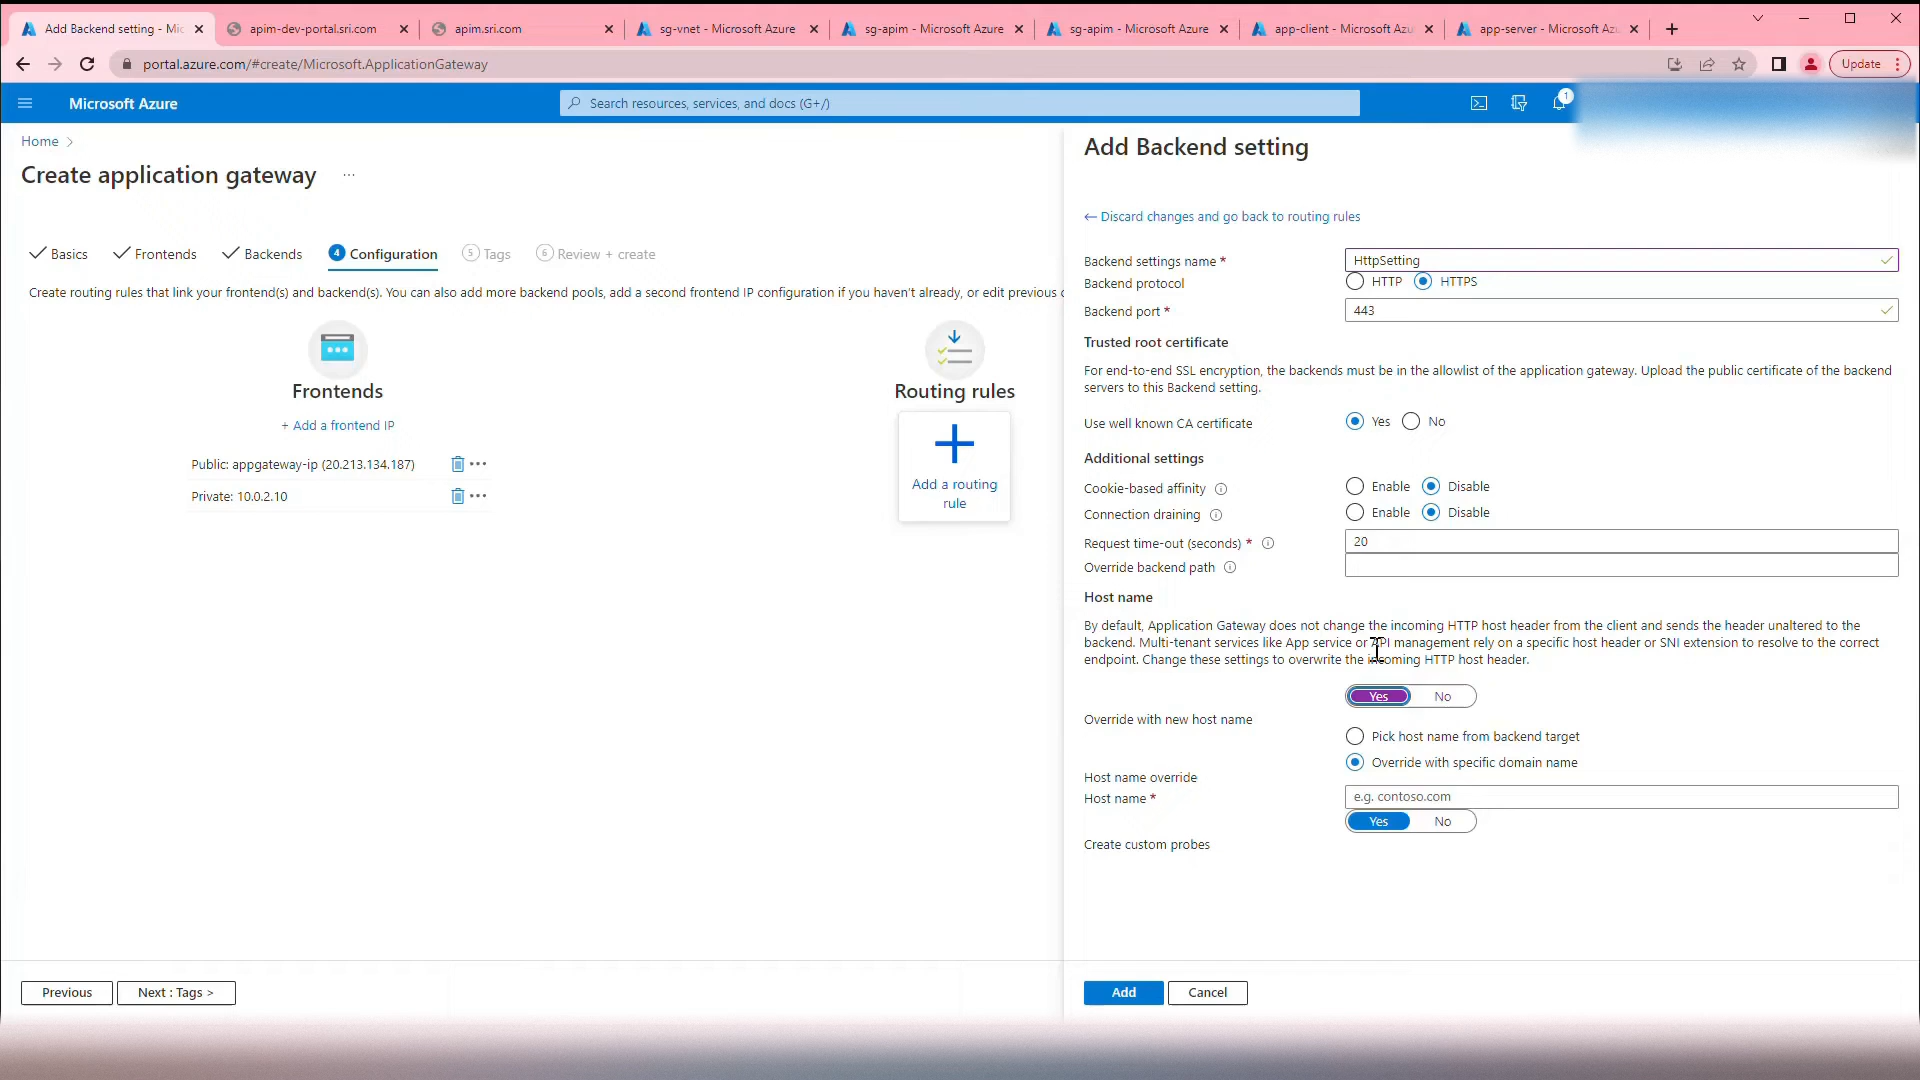 Add Backend setting - Mic
apim-dev-portal.sri.com
apim.sri.com
sg-vnet - Microsoft Azure
sg-apim - Microsoft Azure
sg-apim - Microsoft Azure
app-client - Microsoft Azu
app-server - Microsoft Azu
portal.azure.com/#create/Microsoft.ApplicationGateway
Update
Microsoft Azure
Search resources, services, and docs (G+/)
1
Home >
Create application gateway ...
Basics
Frontends
Backends
4 Configuration
5 Tags
6 Review + create
Create routing rules that link your frontend(s) and backend(s). You can also add more backend pools, add a second frontend IP configuration if you haven't already, or edit previous c
Frontends
+ Add a frontend IP
Public: appgateway-ip (20.213.134.187)
Private: 10.0.2.10
Routing rules
Add a routing
rule
Previous
Next : Tags >
Add Backend setting
← Discard changes and go back to routing rules
Backend settings name * HttpSetting
Backend protocol HTTP HTTPS
Backend port * 443
Trusted root certificate
For end-to-end SSL encryption, the backends must be in the allowlist of the application gateway. Upload the public certificate of the backend
servers to this Backend setting.
Use well known CA certificate Yes No
Additional settings
Cookie-based affinity Enable Disable
Connection draining Enable Disable
Request time-out (seconds) * 20
Override backend path
Host name
By default, Application Gateway does not change the incoming HTTP host header from the client and sends the header unaltered to the
backend. Multi-tenant services like App service or API management rely on a specific host header or SNI extension to resolve to the correct
endpoint. Change these settings to overwrite the incoming HTTP host header.
Yes No
Override with new host name
Pick host name from backend target
Override with specific domain name
Host name override
Host name * e.g. contoso.com
Yes No
Create custom probes
Add
Cancel